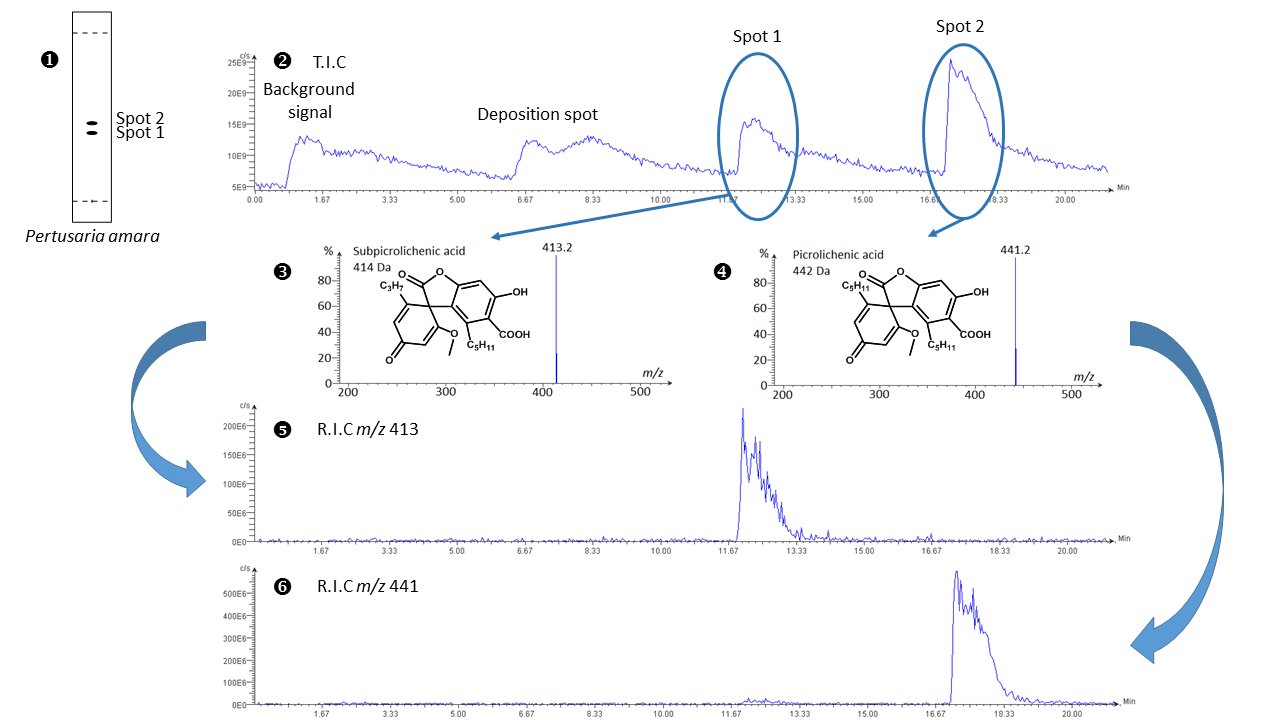 ❶
Spot 2
Spot 1
Pertusaria amara
❷ T.I.C
Background
signal
Deposition spot
Spot 1
Spot 2
c/s
25E9
20E9
15E9
10E9
5E9
0.00 1.67 3.33 5.00 6.67 8.33 10.00 11.67 13.33 15.00 16.67 18.33 20.00 Min
❸
%
Subpicrolichenic acid
414 Da
413.2
80
60
40
20
0
O O C₃H₇ OH COOH O C₅H₁₁ O
200 300 400 500 m/z
❹
%
Picrolichenic acid
442 Da
441.2
80
60
40
20
0
O O C₅H₁₁ OH COOH O C₅H₁₁ O
200 300 400 500 m/z
❺ R.I.C m/z 413
c/s
200E6
150E6
100E6
50E6
0E0
1.67 3.33 5.00 6.67 8.33 10.00 11.67 13.33 15.00 16.67 18.33 20.00 Min
❻ R.I.C m/z 441
c/s
500E6
400E6
300E6
200E6
100E6
0E0
1.67 3.33 5.00 6.67 8.33 10.00 11.67 13.33 15.00 16.67 18.33 20.00 Min